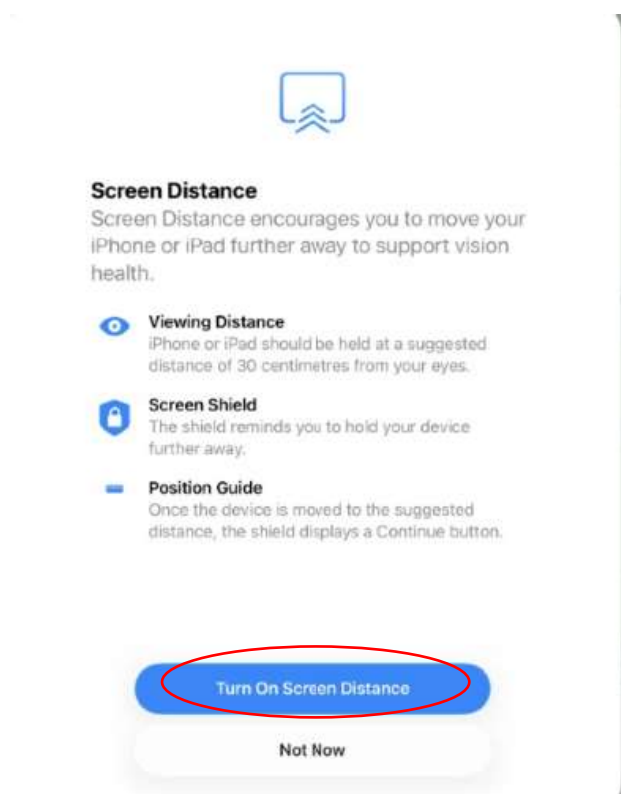 Screen Distance
Screen Distance encourages you to move your
iPhone or iPad further away to support vision
health.
Viewing Distance
iPhone or iPad should be held at a suggested
distance of 30 centimetres from your eyes.
Screen Shield
The shield reminds you to hold your device
further away.
Position Guide
Once the device is moved to the suggested
distance, the shield displays a Continue button.
Turn On Screen Distance
Not Now